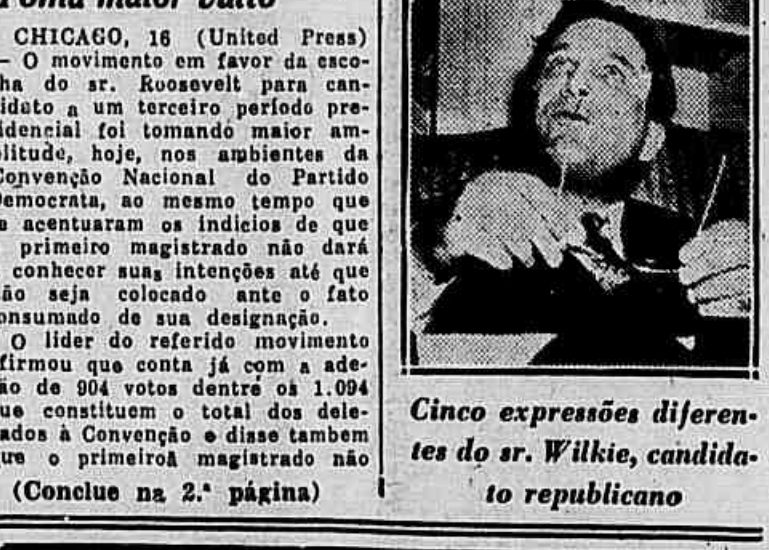 maior
CHICAGO, 16 (United Press)
— O movimento em favor da esco-
ha do sr. Roosevelt para can-
didato a um terceiro período pre-
idencial foi tomando maior am-
plitude, hoje, nos ambientes da
Convenção Nacional do Partido
Democrata, ao mesmo tempo que
e acentuaram os indicios de que
primeiro magistrado não dará
conhecer suas intenções até que
ão seja colocado ante o fato
onsumado de sua designação.
O lider do referido movimento
firmou que conta já com a ade-
ão de 904 votos dentre os 1.094
ue constituem o total dos dele-
ados à Convenção e disse tambem
ue o primeiroá magistrado não
(Conclue na 2.ª página)
Cinco expressões diferen-
tes do sr. Wilkie, candida-
to republicano